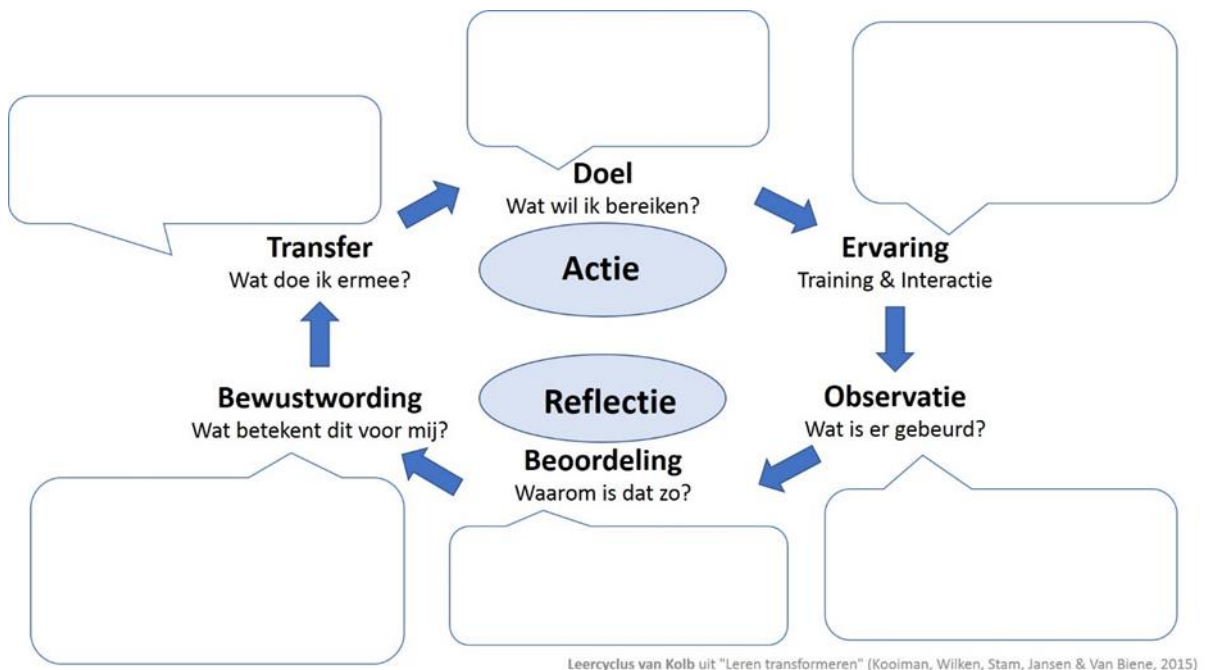 Doel
Wat wil ik bereiken?
Ervaring
Training & Interactie
Observatie
Wat is er gebeurd?
Beoordeling
Waarom is dat zo?
Bewustwording
Wat betekent dit voor mij?
Transfer
Wat doe ik ermee?
Actie
Reflectie
Leercyclus van Kolb uit "Leren transformeren" (Kooiman, Wilken, Stam, Jansen & Van Biene, 2015)